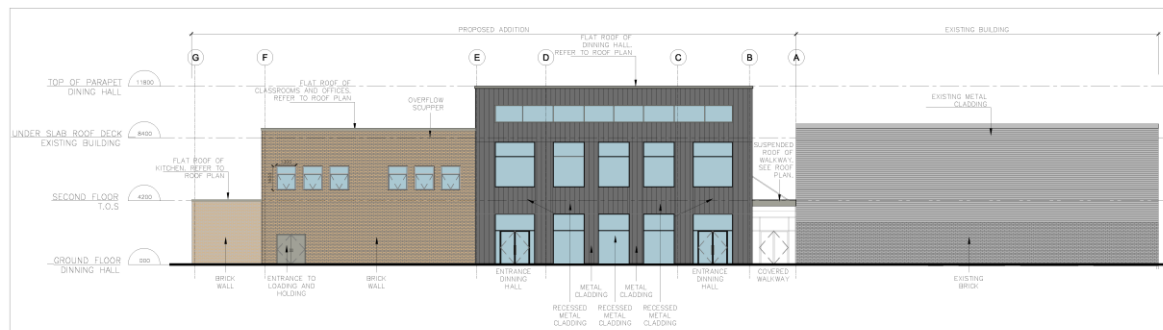 PROPOSED ADDITION
EXISTING BUILDING
FLAT ROOF OF
DINNING HALL,
REFER TO ROOF PLAN
G
F
E
D
C
B
A
TOP OF PARAPET
DINING HALL
11800
FLAT ROOF OF
CLASSROOMS AND OFFICES,
REFER TO ROOF PLAN
OVERFLOW
SCUPPER
EXISTING METAL
CLADDING
UNDER SLAB ROOF DECK
EXISTING BUILDING
8400
FLAT ROOF OF
KITCHEN, REFER TO
ROOF PLAN
SUSPENDED
ROOF OF
WALKWAY,
SEE ROOF
PLAN.
SECOND FLOOR
T.O.S
4200
GROUND FLOOR
DINNING HALL
BRICK
WALL
ENTRANCE TO
LOADING AND
HOLDING
BRICK
WALL
ENTRANCE
DINNING
HALL
METAL
CLADDING
METAL
CLADDING
ENTRANCE
DINNING
HALL
COVERED
WALKWAY
EXISTING
BRICK
RECESSED
METAL
CLADDING
RECESSED
METAL
CLADDING
RECESSED
METAL
CLADDING